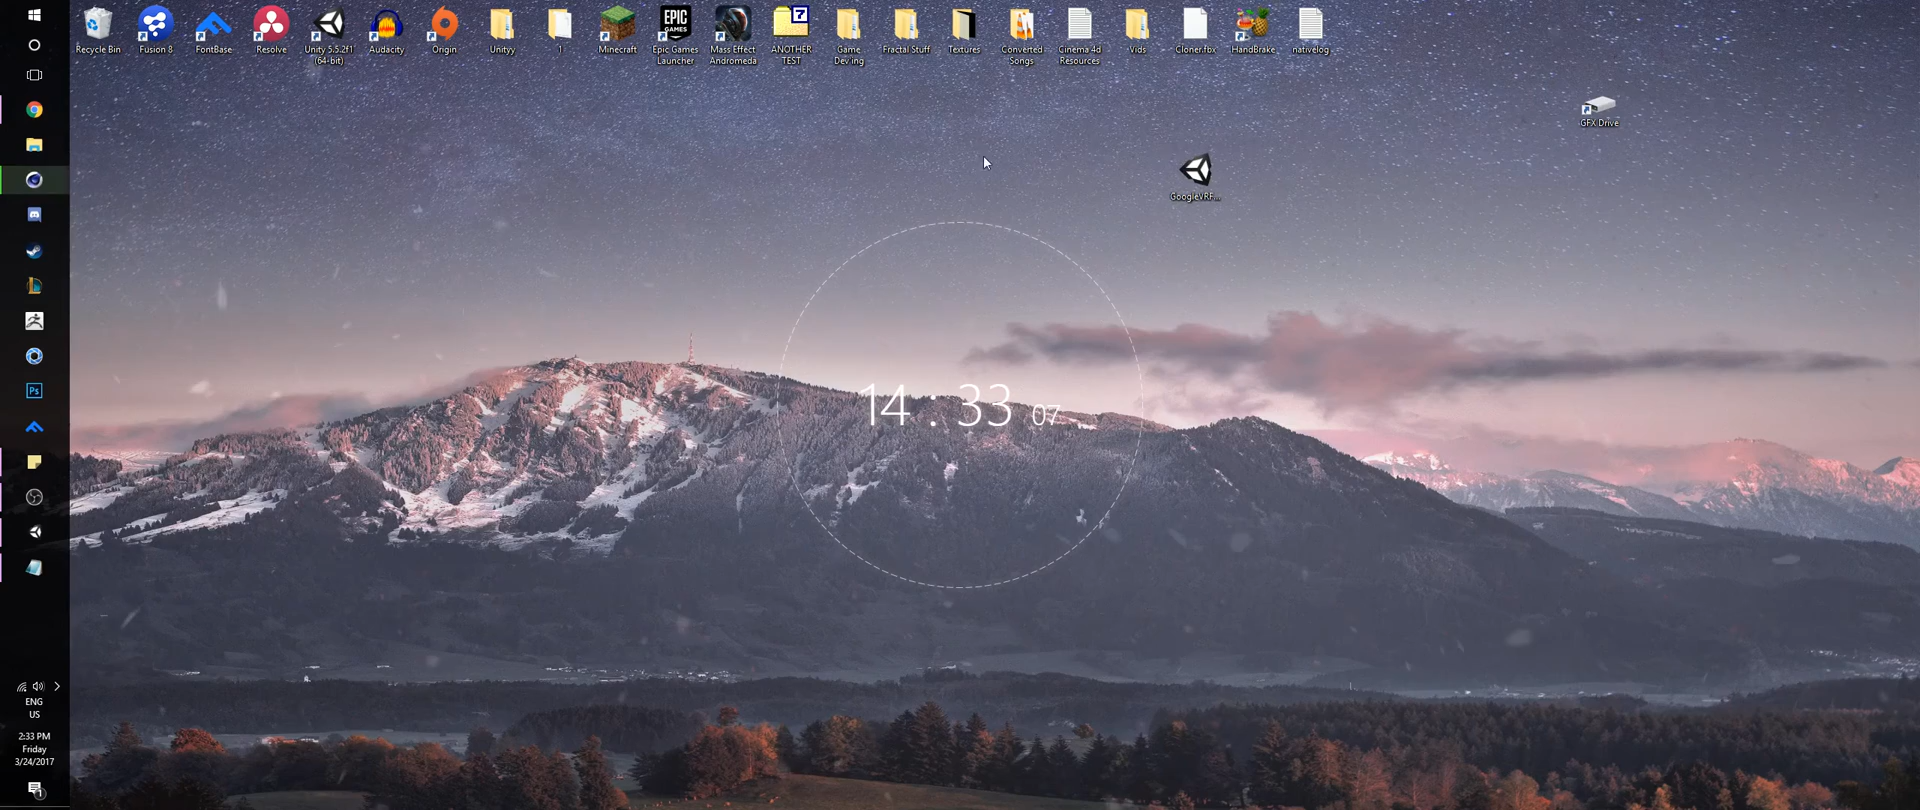 Recycle Bin
Fusion 8
FontBase
Resolve
Unity 5.5.2f1
(64-bit)
Audacity
Origin
Unityy
1
Minecraft
EPIC
GAMES
Epic Games
Launcher
Mass Effect
Andromeda
7
ANOTHER
TEST
Game
Dev'ing
Fractal Stuff
Textures
Converted
Songs
Cinema 4d
Resources
Vids
Cloner.fbx
HandBrake
nativelog
GFX Drive
GoogleVRF...
14 : 33 07
Ps
ENG
US
2:33 PM
Friday
3/24/2017
1